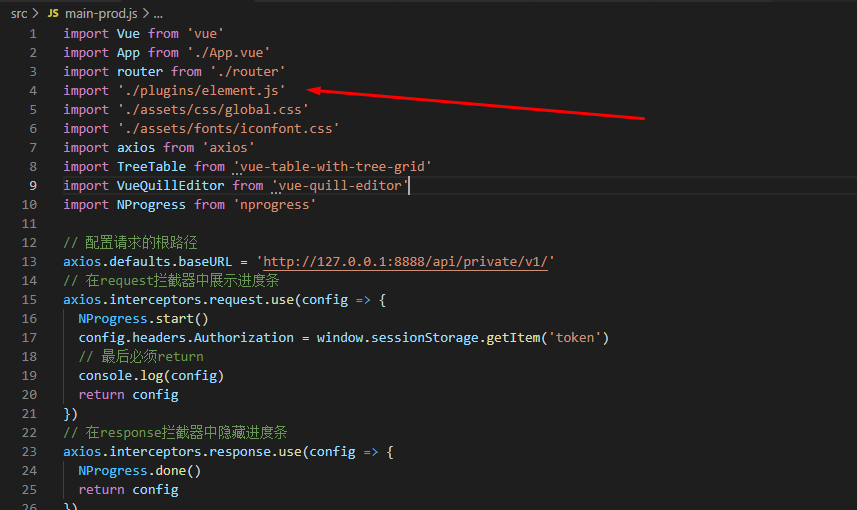 src > JS main-prod.js > ...
1 import Vue from 'vue'
2 import App from './App.vue'
3 import router from './router'
4 import './plugins/element.js'
5 import './assets/css/global.css'
6 import './assets/fonts/iconfont.css'
7 import axios from 'axios'
8 import TreeTable from 'vue-table-with-tree-grid'
9 import VueQuillEditor from 'vue-quill-editor'
10 import NProgress from 'nprogress'
11
12 // 配置请求的根路径
13 axios.defaults.baseURL = 'http://127.0.0.1:8888/api/private/v1/'
14 // 在request拦截器中展示进度条
15 axios.interceptors.request.use(config => {
16 NProgress.start()
17 config.headers.Authorization = window.sessionStorage.getItem('token')
18 // 最后必须return
19 console.log(config)
20 return config
21 })
22 // 在response拦截器中隐藏进度条
23 axios.interceptors.response.use(config => {
24 NProgress.done()
25 return config
26 })